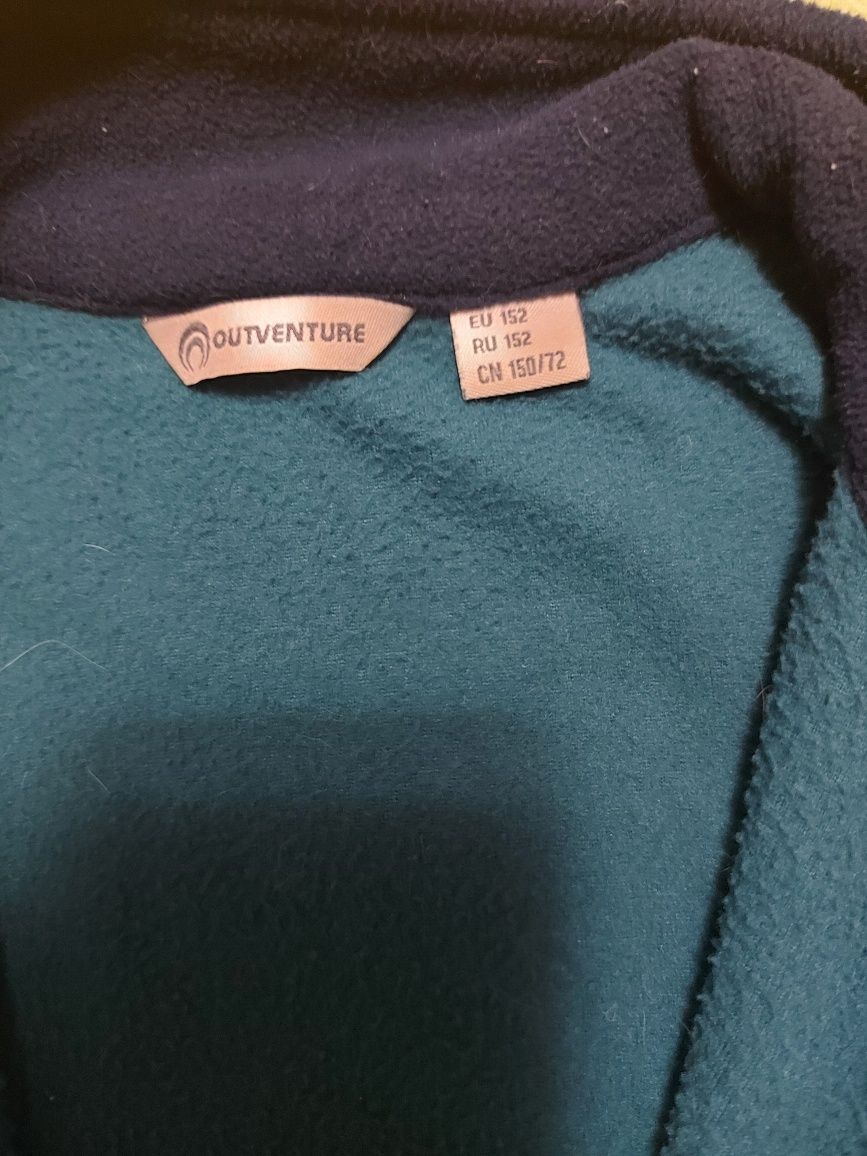 OUTVENTURE
EU 152
RU 152
CN 150/72